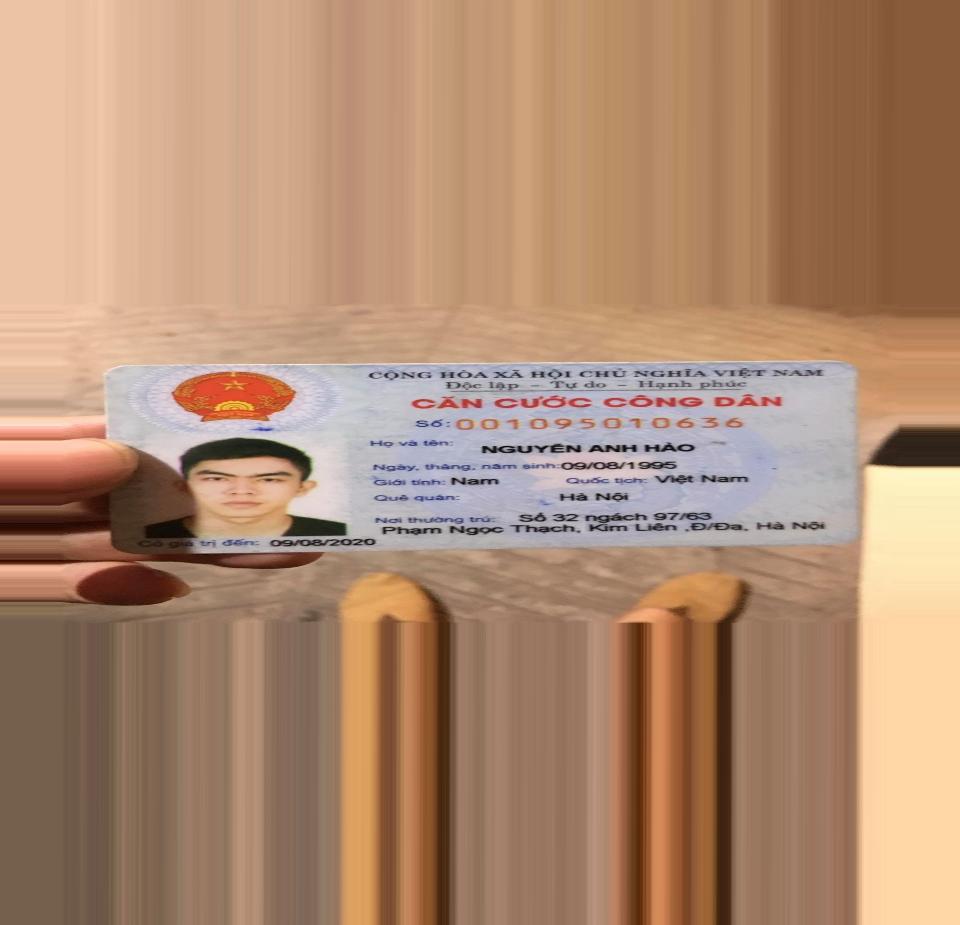 CỘNG HÒA XÃ HỘI CHỦ NGHĨA VIỆT NAM
Độc lập - Tự do - Hạnh phúc
CĂN CƯỚC CÔNG DÂN
Số: 001095010636
Họ và tên:
NGUYỄN ANH HÀO
Ngày, tháng, năm sinh: 09/08/1995
Giới tính: Nam Quốc tịch: Việt Nam
Quê quán: Hà Nội
Nơi thường trú: Số 32 ngách 97/63
Phạm Ngọc Thạch, Kim Liên ,Đ/Đa, Hà Nội
Có giá trị đến: 09/08/2020